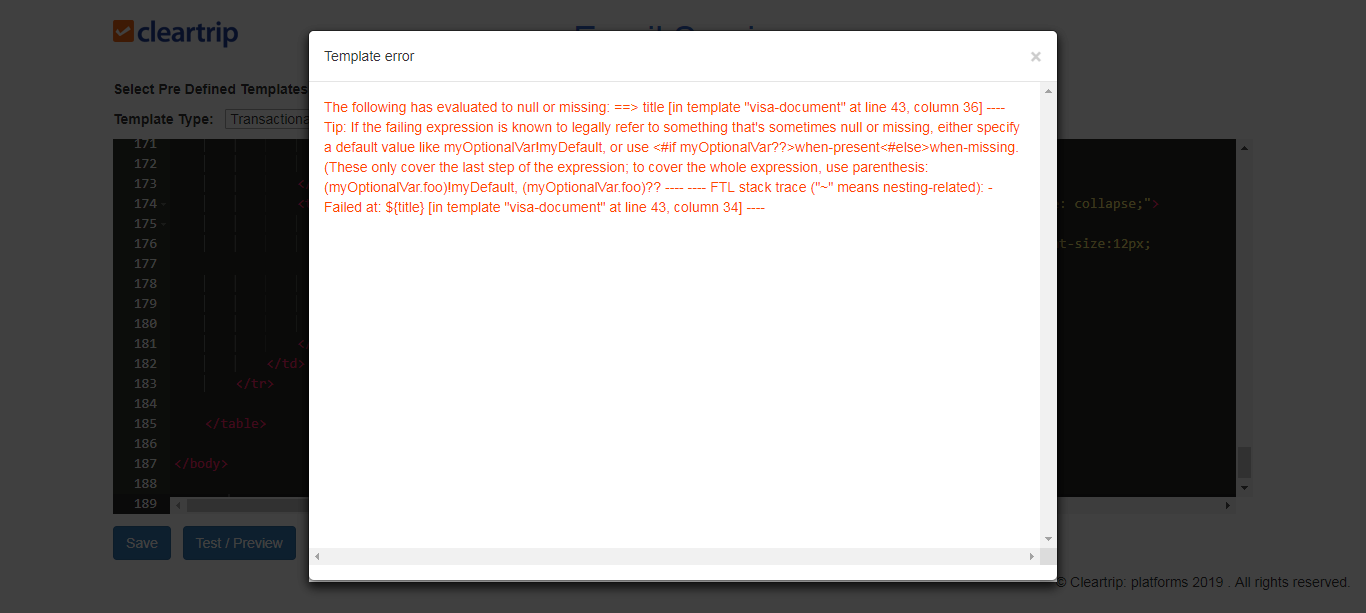 cleartrip
Template error
×
Select Pre Defined Templates
Template Type:
Transactiona
The following has evaluated to null or missing: ==> title [in template "visa-document" at line 43, column 36] ----
Tip: If the failing expression is known to legally refer to something that's sometimes null or missing, either specify
a default value like myOptionalVar!myDefault, or use <#if myOptionalVar??>when-present<#else>when-missing.
(These only cover the last step of the expression; to cover the whole expression, use parenthesis:
(myOptionalVar.foo)!myDefault, (myOptionalVar.foo)?? ---- ---- FTL stack trace ("~" means nesting-related): -
Failed at: ${title} [in template "visa-document" at line 43, column 34] ----
171
172
173 </
174 <
: collapse;">
175
176
t-size:12px;
177
178
179
180
181 </
182 </td>
183 </tr>
184
185 </table>
186
187 </body>
188
189
Save
Test / Preview
© Cleartrip: platforms 2019 . All rights reserved.